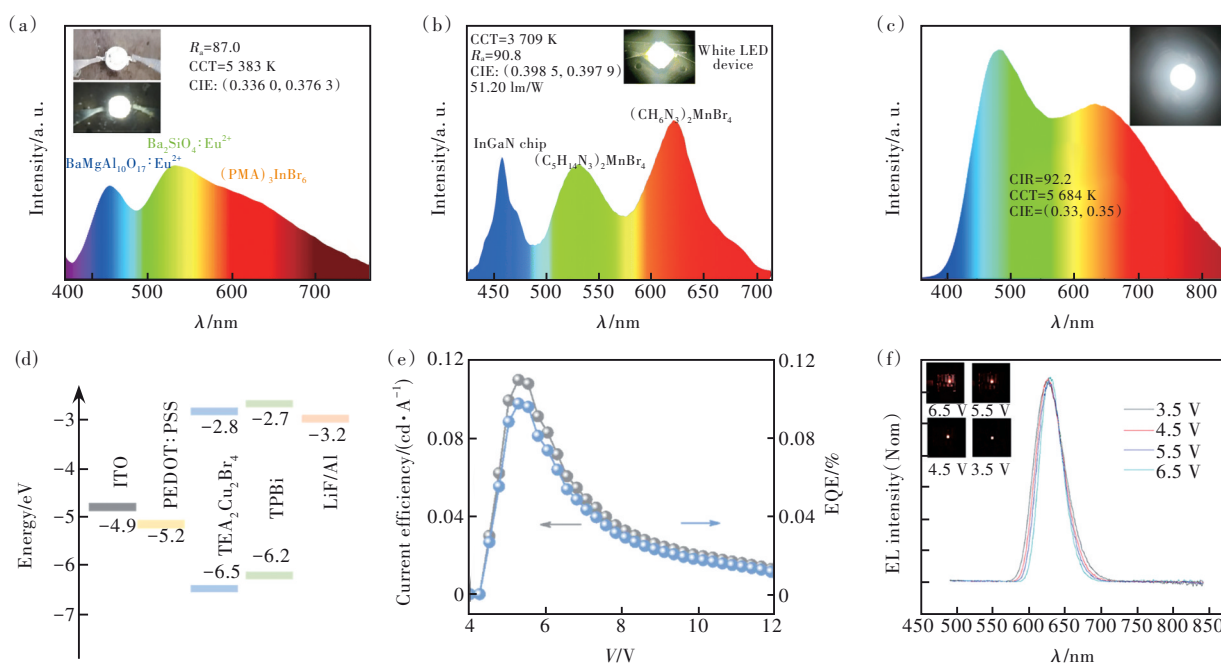 (a)
R_a=87.0
CCT=5 383 K
CIE: (0.336 0, 0.376 3)
Ba₂SiO₄:Eu²⁺
BaMgAl₁₀O₁₇:Eu²⁺
(PMA)₃InBr₆
Intensity/a. u.
400 500 600 700
λ/nm
(b)
CCT=3 709 K
R_a=90.8
CIE: (0.398 5, 0.397 9)
51.20 lm/W
White LED
device
(CH₆N₃)₂MnBr₄
InGaN chip
(C₅H₁₄N₃)₂MnBr₄
Intensity/a. u.
450 500 550 600 650 700
λ/nm
(c)
CIR=92.2
CCT=5 684 K
CIE=(0.33, 0.35)
Intensity/a. u.
400 500 600 700 800
λ/nm
(d)
Energy/eV
-3
-4
-5
-6
-7
ITO
-4.9
PEDOT:PSS
-5.2
-2.8
TEA₂Cu₂Br₄
-6.5
-2.7
TPBi
-6.2
-3.2
LiF/Al
(e)
Current efficiency/(cd·A⁻¹)
0.12
0.08
0.04
0
0.12
0.08
0.04
0
EQE/%
4 6 8 10 12
V/V
(f)
6.5 V 5.5 V
4.5 V 3.5 V
3.5 V
4.5 V
5.5 V
6.5 V
EL intensity(Nom)
450 500 550 600 650 700 750 800 850
λ/nm